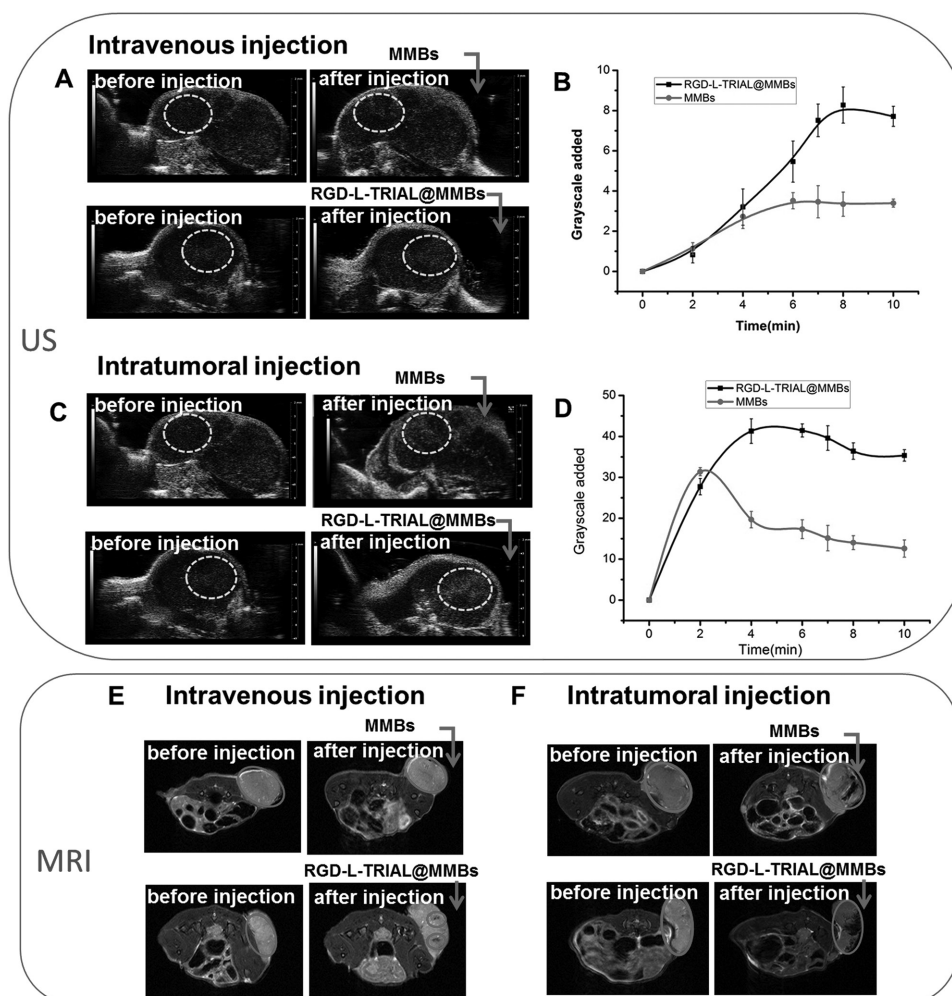 Intravenous injection
A
before injection
after injection
MMBs
before injection
after injection
RGD-L-TRIAL@MMBs
B
RGD-L-TRIAL@MMBs
MMBs
Grayscale added
8
6
4
2
0
0 2 4 6 8 10
Time(min)
US
Intratumoral injection
C
before injection
after injection
MMBs
before injection
after injection
RGD-L-TRIAL@MMBs
D
RGD-L-TRIAL@MMBs
MMBs
Grayscale added
50
40
30
20
10
0
0 2 4 6 8 10
Time(min)
MRI
E
Intravenous injection
MMBs
before injection
after injection
RGD-L-TRIAL@MMBs
before injection
after injection
F
Intratumoral injection
MMBs
before injection
after injection
RGD-L-TRIAL@MMBs
before injection
after injection